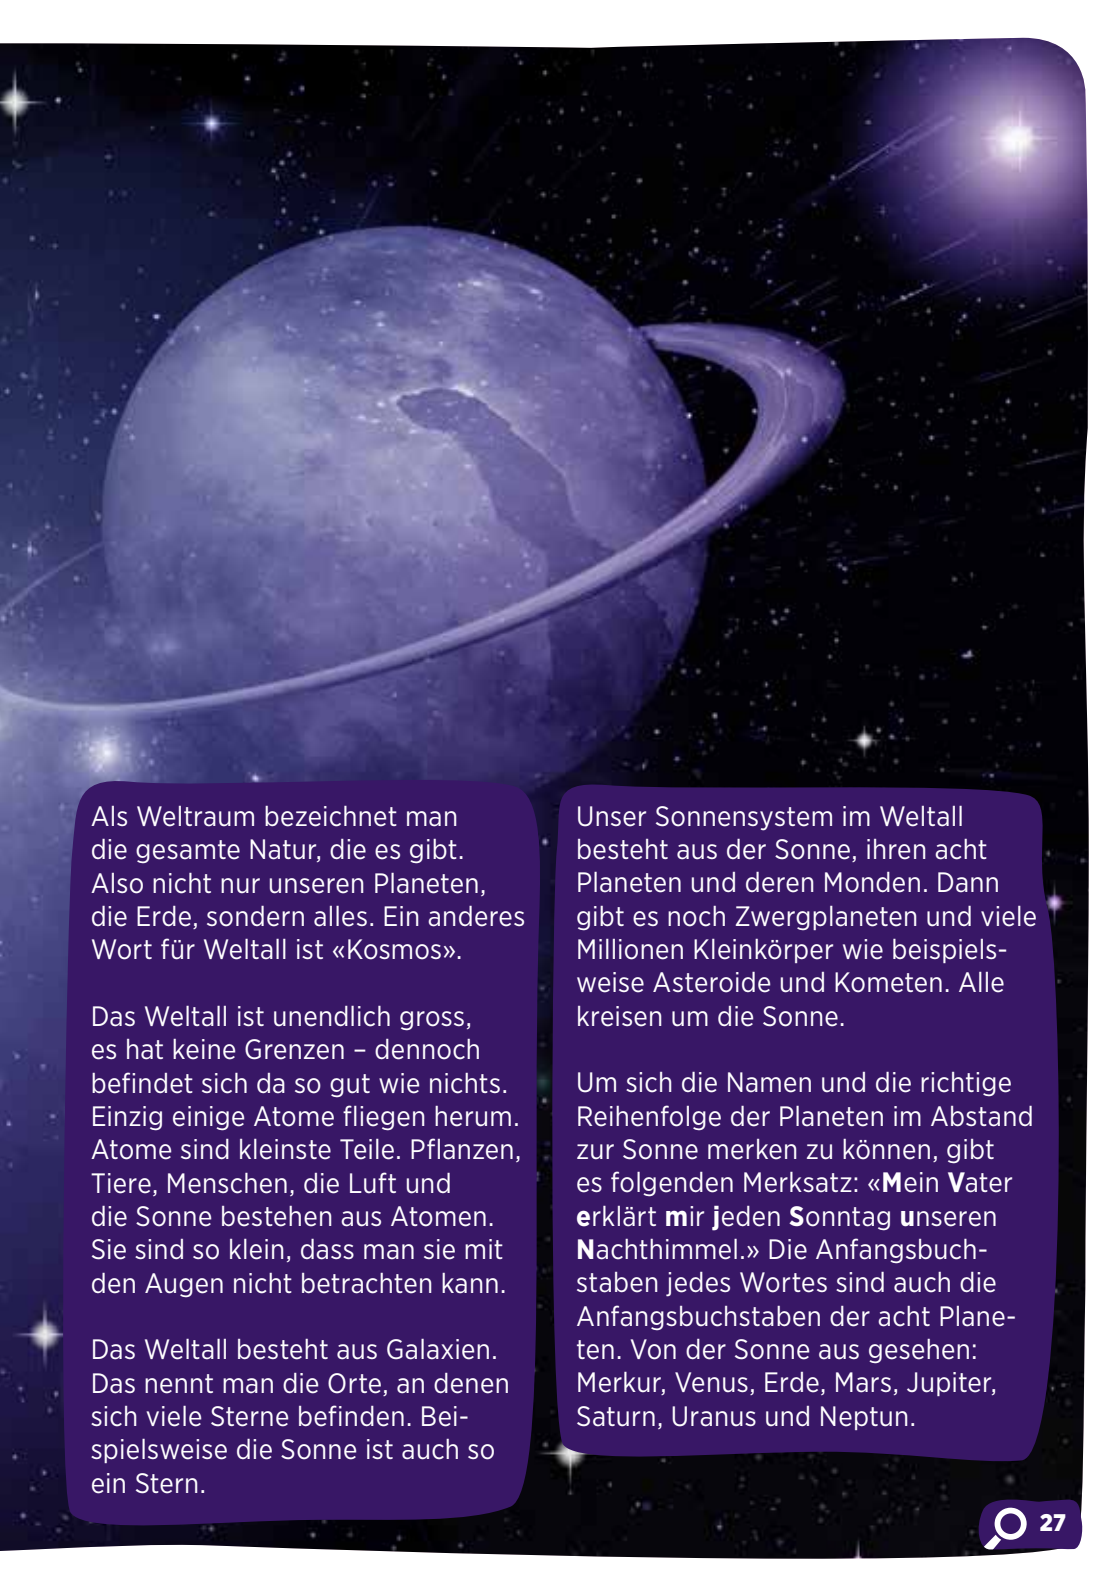 Als Weltraum bezeichnet man
die gesamte Natur, die es gibt.
Also nicht nur unseren Planeten,
die Erde, sondern alles. Ein anderes
Wort für Weltall ist «Kosmos».

Das Weltall ist unendlich gross,
es hat keine Grenzen – dennoch
befindet sich da so gut wie nichts.
Einzig einige Atome fliegen herum.
Atome sind kleinste Teile. Pflanzen,
Tiere, Menschen, die Luft und
die Sonne bestehen aus Atomen.
Sie sind so klein, dass man sie mit
den Augen nicht betrachten kann.

Das Weltall besteht aus Galaxien.
Das nennt man die Orte, an denen
sich viele Sterne befinden. Bei-
spielsweise die Sonne ist auch so
ein Stern.

Unser Sonnensystem im Weltall
besteht aus der Sonne, ihren acht
Planeten und deren Monden. Dann
gibt es noch Zwergplaneten und viele
Millionen Kleinkörper wie beispiels-
weise Asteroide und Kometen. Alle
kreisen um die Sonne.

Um sich die Namen und die richtige
Reihenfolge der Planeten im Abstand
zur Sonne merken zu können, gibt
es folgenden Merksatz: «Mein Vater
erklärt mir jeden Sonntag unseren
Nachthimmel.» Die Anfangsbuch-
staben jedes Wortes sind auch die
Anfangsbuchstaben der acht Plane-
ten. Von der Sonne aus gesehen:
Merkur, Venus, Erde, Mars, Jupiter,
Saturn, Uranus und Neptun.

27